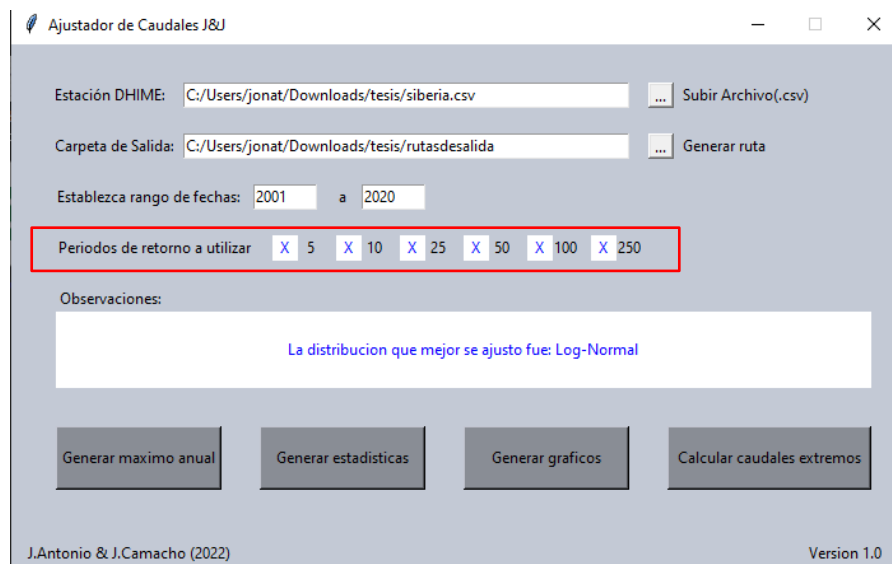 Ajustador de Caudales J&J
Estación DHIME: C:/Users/jonat/Downloads/tesis/siberia.csv ... Subir Archivo(.csv)
Carpeta de Salida: C:/Users/jonat/Downloads/tesis/rutasdesalida ... Generar ruta
Establezca rango de fechas: 2001 a 2020
Periodos de retorno a utilizar X 5 X 10 X 25 X 50 X 100 X 250
Observaciones:
La distribucion que mejor se ajusto fue: Log-Normal
Generar maximo anual Generar estadisticas Generar graficos Calcular caudales extremos
J.Antonio & J.Camacho (2022) Version 1.0